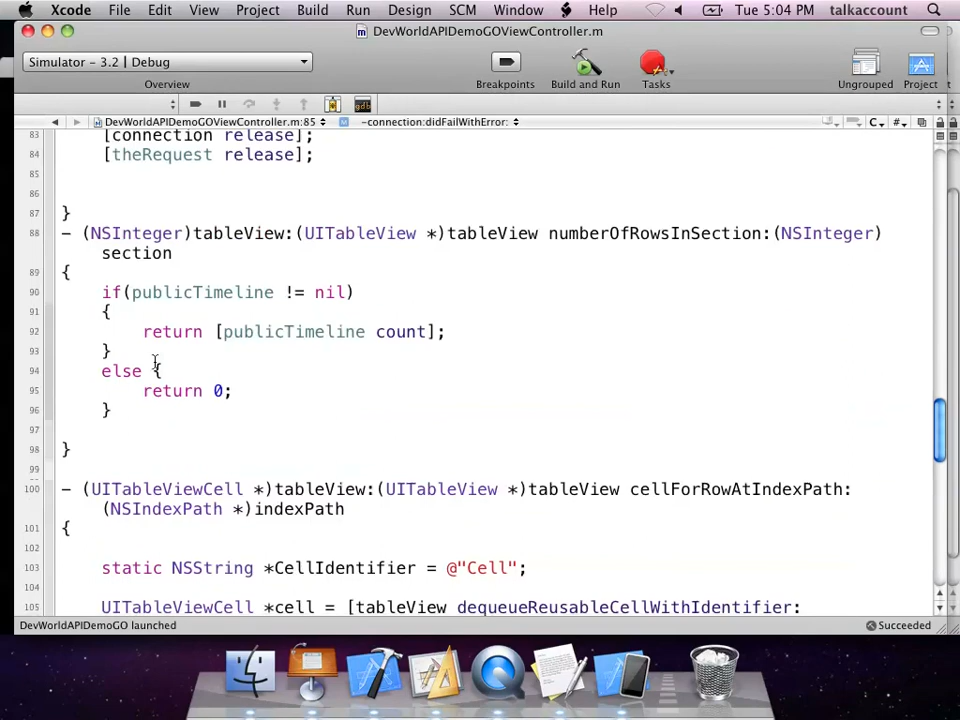 Xcode File Edit View Project Build Run Design SCM Window Help Tue 5:04 PM talkaccount
DevWorldAPIDemoGOViewController.m
Simulator - 3.2 | Debug
Overview Breakpoints Build and Run Tasks Ungrouped Project
DevWorldAPIDemoGOViewController.m:85 -connection:didFailWithError: C #
83 [connection release];
84 [theRequest release];
85
86
87 }
88 - (NSInteger)tableView:(UITableView *)tableView numberOfRowsInSection:(NSInteger)
section
89 {
90 if(publicTimeline != nil)
91 {
92 return [publicTimeline count];
93 }
94 else {
95 return 0;
96 }
97
98 }
99
100 - (UITableViewCell *)tableView:(UITableView *)tableView cellForRowAtIndexPath:
(NSIndexPath *)indexPath
101 {
102
103 static NSString *CellIdentifier = @"Cell";
104
105 UITableViewCell *cell = [tableView dequeueReusableCellWithIdentifier:
DevWorldAPIDemoGO launched Succeeded